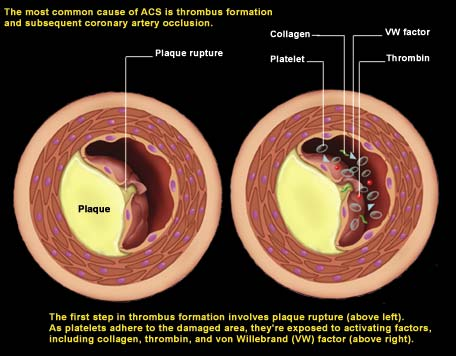 The most common cause of ACS is thrombus formation
and subsequent coronary artery occlusion.
Collagen
VW factor
Plaque rupture
Platelet
Thrombin
Plaque
The first step in thrombus formation involves plaque rupture (above left).
As platelets adhere to the damaged area, they're exposed to activating factors,
including collagen, thrombin, and von Willebrand (VW) factor (above right).